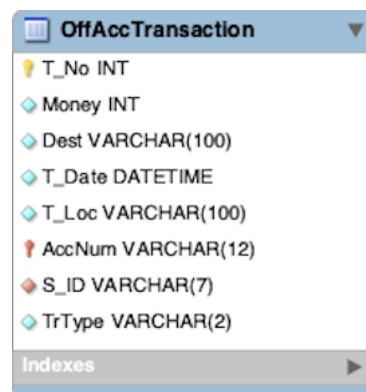 OffAccTransaction
T_No INT
Money INT
Dest VARCHAR(100)
T_Date DATETIME
T_Loc VARCHAR(100)
AccNum VARCHAR(12)
S_ID VARCHAR(7)
TrType VARCHAR(2)
Indexes